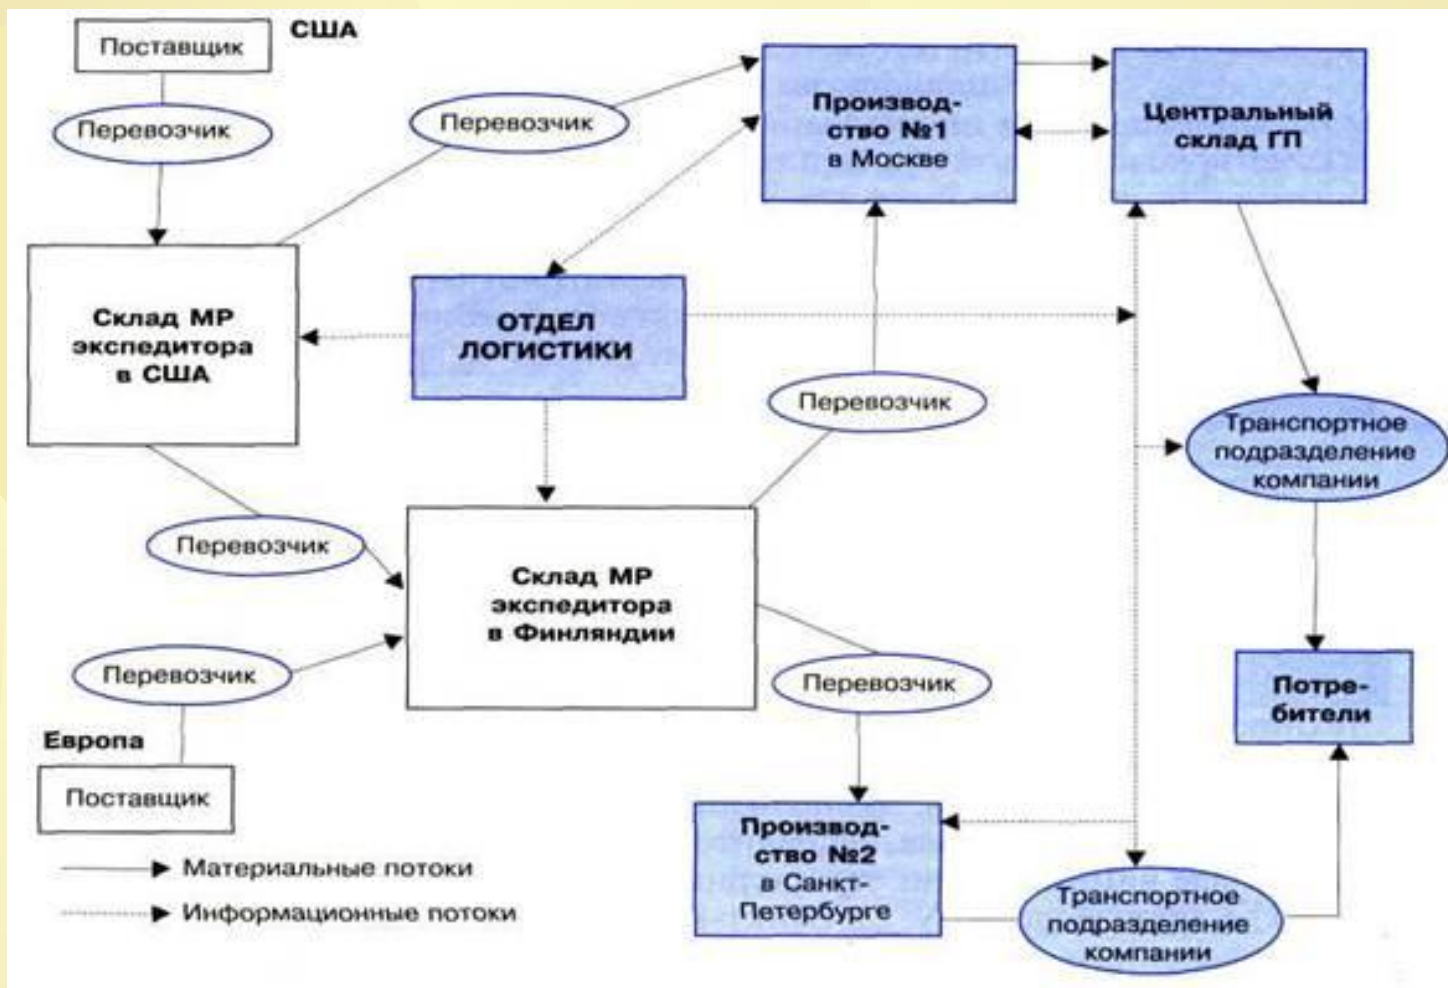 Поставщик
США
Перевозчик
Перевозчик
Производ-
ство №1
в Москве
Центральный
склад ГП
Склад МР
экспедитора
в США
ОТДЕЛ
ЛОГИСТИКИ
Перевозчик
Транспортное
подразделение
компании
Перевозчик
Склад МР
экспедитора
в Финляндии
Перевозчик
Перевозчик
Потре-
бители
Европа
Поставщик
Производ-
ство №2
в Санкт-
Петербурге
Транспортное
подразделение
компании
Материальные потоки
Информационные потоки